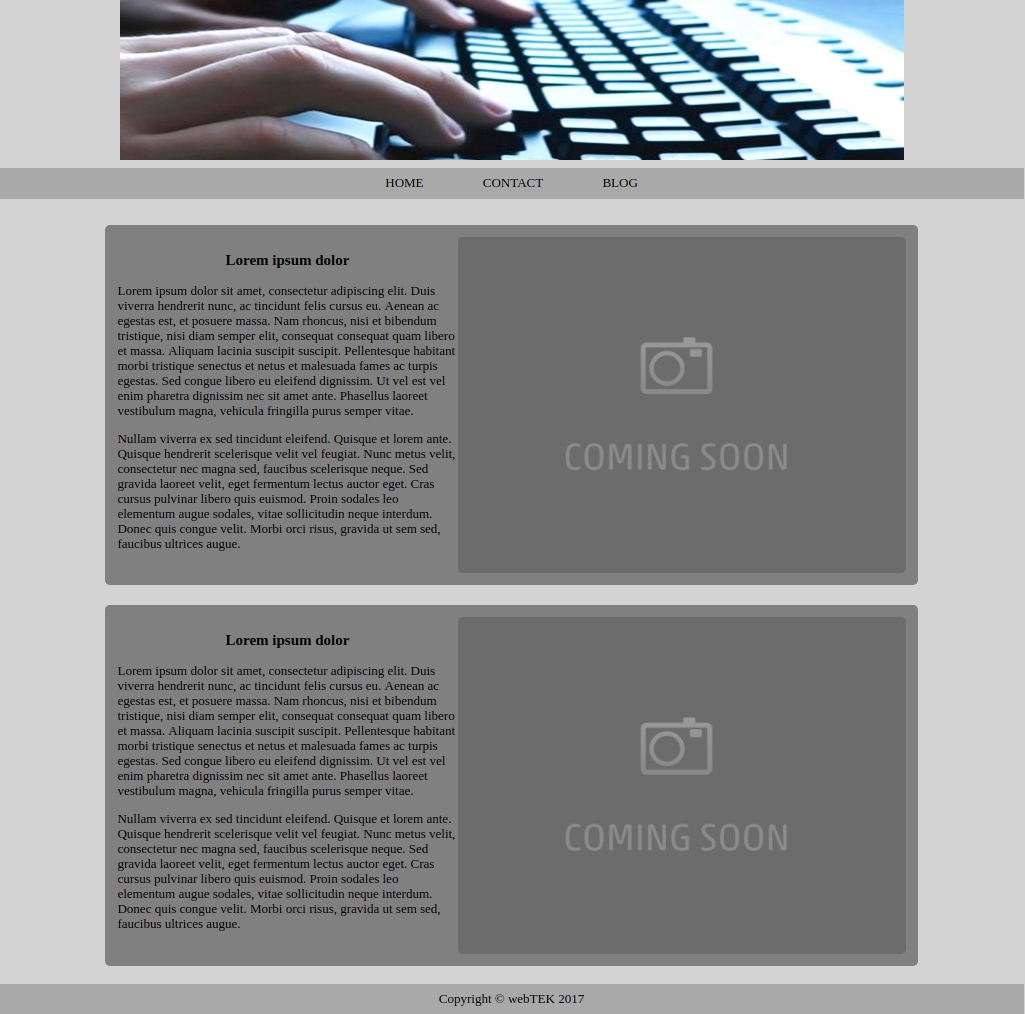 HOME CONTACT BLOG
Lorem ipsum dolor
Lorem ipsum dolor sit amet, consectetur adipiscing elit. Duis
viverra hendrerit nunc, ac tincidunt felis cursus eu. Aenean ac
egestas est, et posuere massa. Nam rhoncus, nisi et bibendum
tristique, nisi diam semper elit, consequat consequat quam libero
et massa. Aliquam lacinia suscipit suscipit. Pellentesque habitant
morbi tristique senectus et netus et malesuada fames ac turpis
egestas. Sed congue libero eu eleifend dignissim. Ut vel est vel
enim pharetra dignissim nec sit amet ante. Phasellus laoreet
vestibulum magna, vehicula fringilla purus semper vitae.
Nullam viverra ex sed tincidunt eleifend. Quisque et lorem ante.
Quisque hendrerit scelerisque velit vel feugiat. Nunc metus velit,
consectetur nec magna sed, faucibus scelerisque neque. Sed
gravida laoreet velit, eget fermentum lectus auctor eget. Cras
cursus pulvinar libero quis euismod. Proin sodales leo
elementum augue sodales, vitae sollicitudin neque interdum.
Donec quis congue velit. Morbi orci risus, gravida ut sem sed,
faucibus ultrices augue.
COMING SOON
Lorem ipsum dolor
Lorem ipsum dolor sit amet, consectetur adipiscing elit. Duis
viverra hendrerit nunc, ac tincidunt felis cursus eu. Aenean ac
egestas est, et posuere massa. Nam rhoncus, nisi et bibendum
tristique, nisi diam semper elit, consequat consequat quam libero
et massa. Aliquam lacinia suscipit suscipit. Pellentesque habitant
morbi tristique senectus et netus et malesuada fames ac turpis
egestas. Sed congue libero eu eleifend dignissim. Ut vel est vel
enim pharetra dignissim nec sit amet ante. Phasellus laoreet
vestibulum magna, vehicula fringilla purus semper vitae.
Nullam viverra ex sed tincidunt eleifend. Quisque et lorem ante.
Quisque hendrerit scelerisque velit vel feugiat. Nunc metus velit,
consectetur nec magna sed, faucibus scelerisque neque. Sed
gravida laoreet velit, eget fermentum lectus auctor eget. Cras
cursus pulvinar libero quis euismod. Proin sodales leo
elementum augue sodales, vitae sollicitudin neque interdum.
Donec quis congue velit. Morbi orci risus, gravida ut sem sed,
faucibus ultrices augue.
COMING SOON
Copyright © webTEK 2017